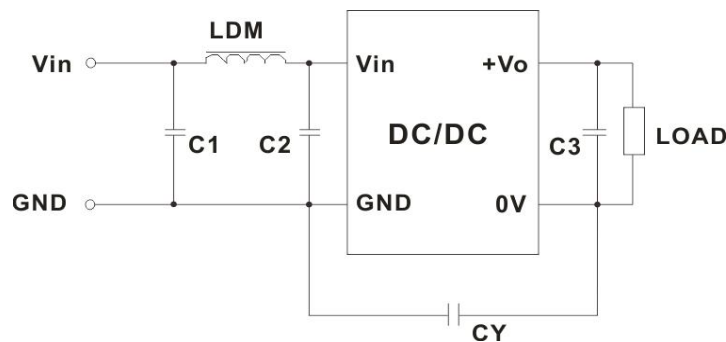 LDM
Vin
Vin
+Vo
C1
C2
DC/DC
C3
LOAD
GND
GND
0V
CY